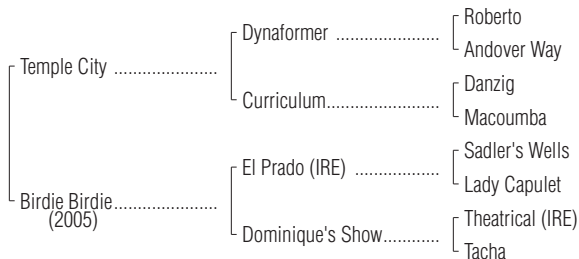 Roberto
Dynaformer ..................
Andover Way
Temple City ......................
Danzig
Curriculum........................
Macoumba
Sadler's Wells
El Prado (IRE) ..................
Lady Capulet
Birdie Birdie......................
(2005)
Theatrical (IRE)
Dominique's Show............
Tacha